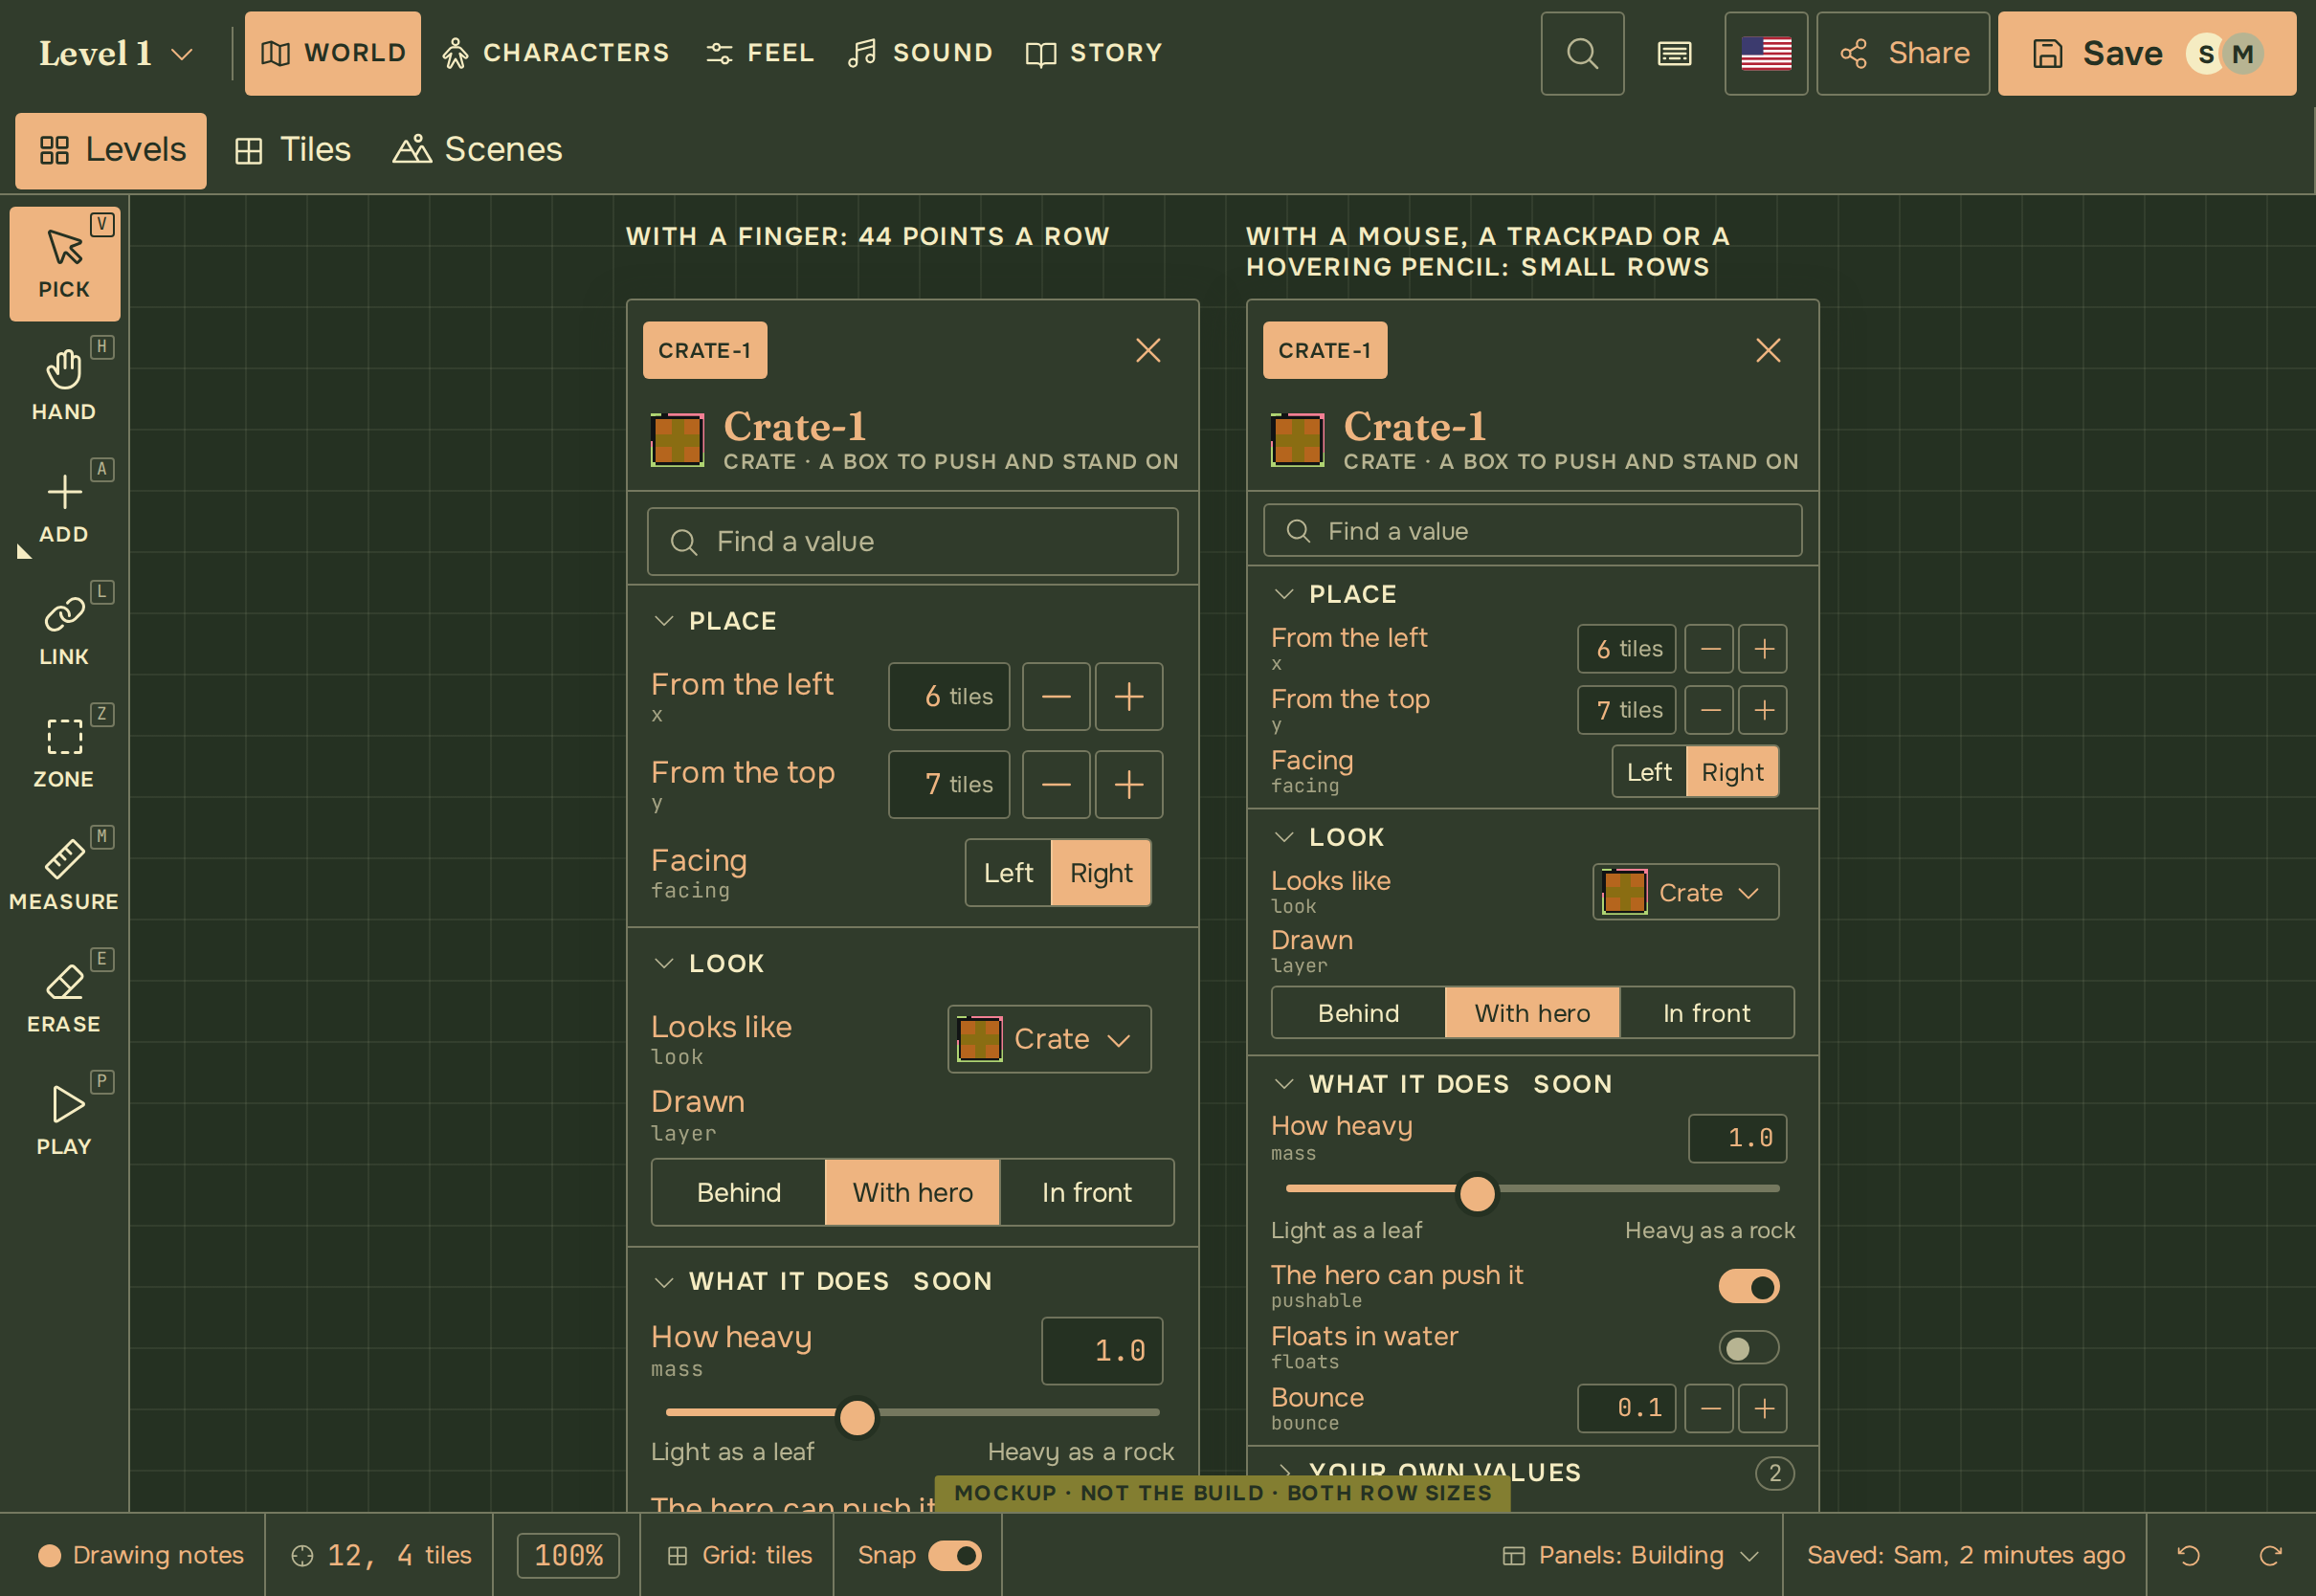 Level 1
WORLD
CHARACTERS
FEEL
SOUND
STORY
Share
Save
S
M
Levels
Tiles
Scenes
V
PICK
H
HAND
A
ADD
L
LINK
Z
ZONE
M
MEASURE
E
ERASE
P
PLAY
WITH A FINGER: 44 POINTS A ROW
CRATE-1
Crate-1
CRATE · A BOX TO PUSH AND STAND ON
Find a value
PLACE
From the left
x
6 tiles
From the top
y
7 tiles
Facing
facing
Left
Right
LOOK
Looks like
look
Crate
Drawn
layer
Behind
With hero
In front
WHAT IT DOES SOON
How heavy
mass
1.0
Light as a leaf
Heavy as a rock
The hero can push it
WITH A MOUSE, A TRACKPAD OR A
HOVERING PENCIL: SMALL ROWS
CRATE-1
Crate-1
CRATE · A BOX TO PUSH AND STAND ON
Find a value
PLACE
From the left
x
6 tiles
From the top
y
7 tiles
Facing
facing
Left
Right
LOOK
Looks like
look
Crate
Drawn
layer
Behind
With hero
In front
WHAT IT DOES SOON
How heavy
mass
1.0
Light as a leaf
Heavy as a rock
The hero can push it
pushable
Floats in water
floats
Bounce
bounce
0.1
YOUR OWN VALUES
2
MOCKUP · NOT THE BUILD · BOTH ROW SIZES
Drawing notes
12, 4 tiles
100%
Grid: tiles
Snap
Panels: Building
Saved: Sam, 2 minutes ago